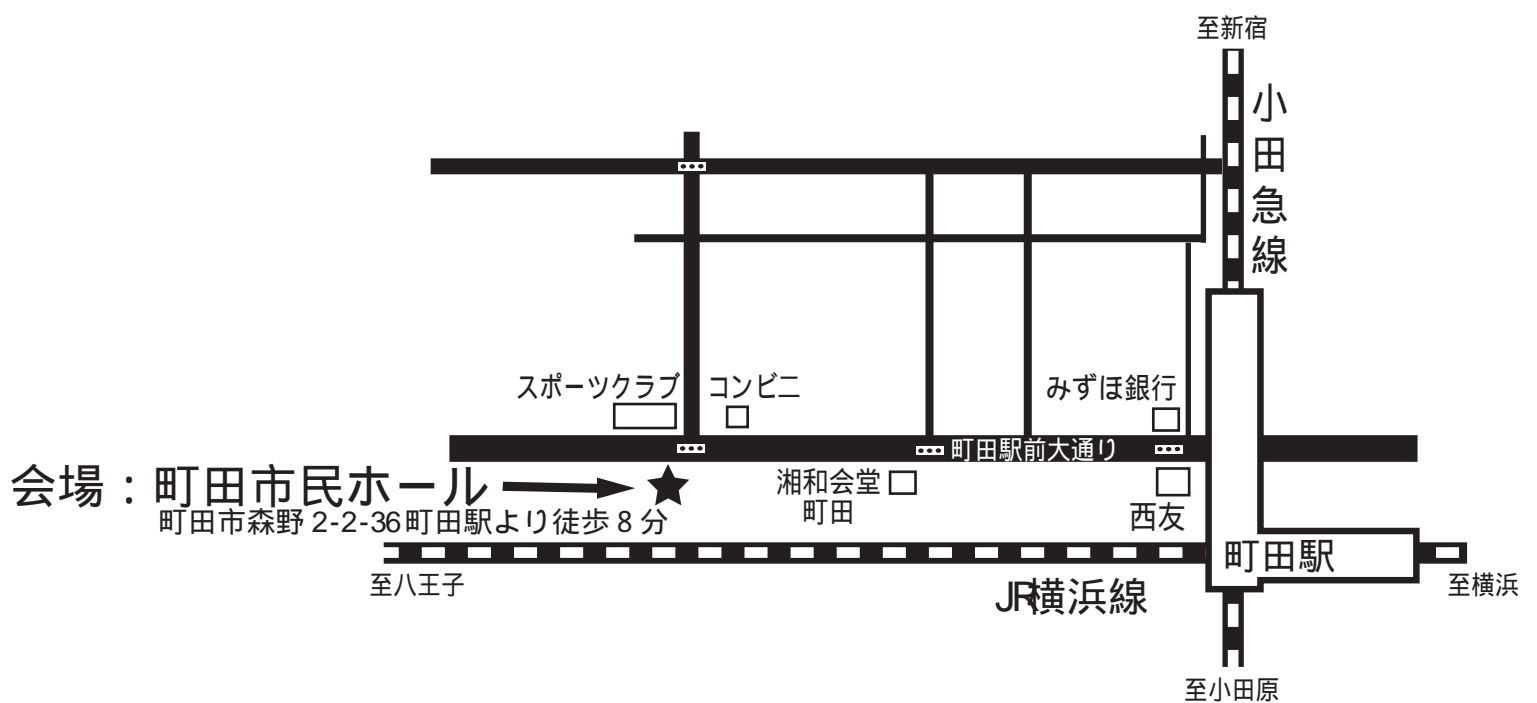 至新宿
小田急線
スポーツクラブ
コンビニ
みずほ銀行
町田駅前大通り
会場：町田市民ホール
町田市森野 2-2-36 町田駅より徒歩 8 分
湘和会堂
町田
西友
町田駅
至八王子
JR横浜線
至横浜
至小田原